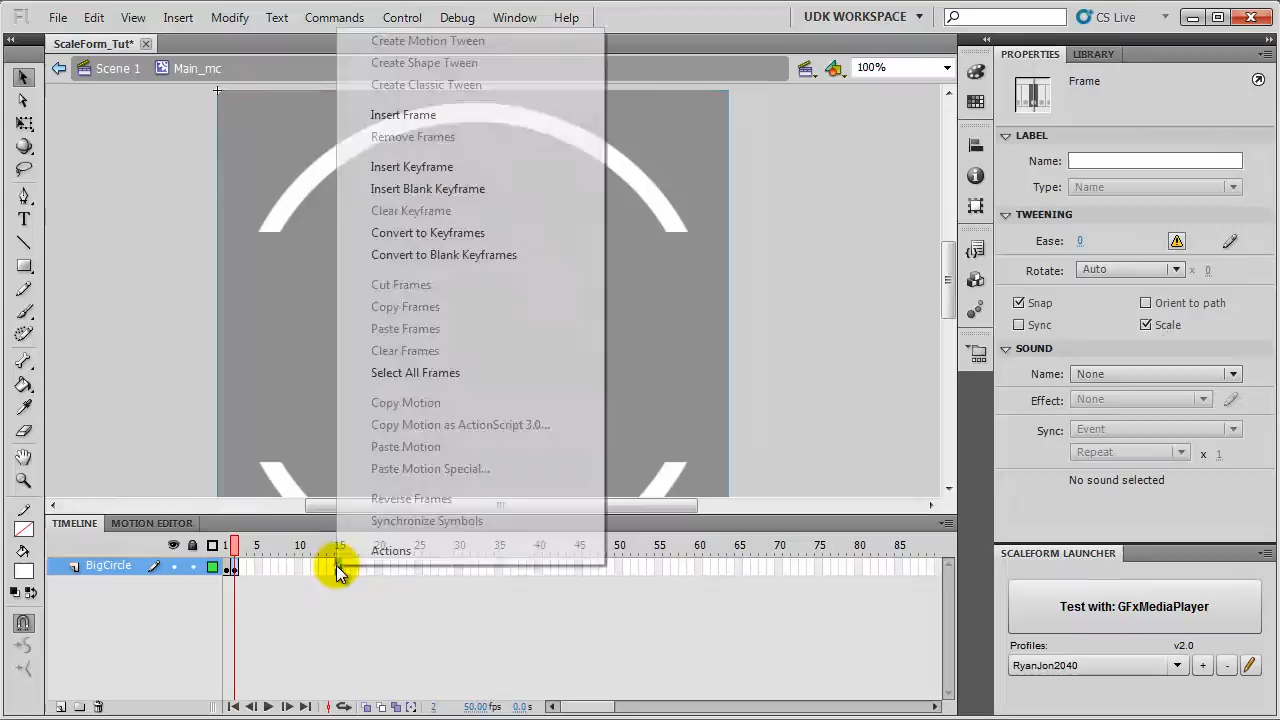 Fl File Edit View Insert Modify Text Commands Control Debug Window Help UDK WORKSPACE CS Live
ScaleForm_Tut*
Scene 1 Main_mc 100%
Create Motion Tween
Create Shape Tween
Create Classic Tween
Insert Frame
Remove Frames
Insert Keyframe
Insert Blank Keyframe
Clear Keyframe
Convert to Keyframes
Convert to Blank Keyframes
Cut Frames
Copy Frames
Paste Frames
Clear Frames
Select All Frames
Copy Motion
Copy Motion as ActionScript 3.0...
Paste Motion
Paste Motion Special...
Reverse Frames
Synchronize Symbols
Actions
PROPERTIES LIBRARY
Frame
LABEL
Name:
Type: Name
TWEENING
Ease: 0
Rotate: Auto x 0
Snap Orient to path
Sync Scale
SOUND
Name: None
Effect: None
Sync: Event
Repeat x 1
No sound selected
TIMELINE MOTION EDITOR
1 5 10 15 20 25 30 35 40 45 50 55 60 65 70 75 80 85
BigCircle
2 50.00 fps 0.0 s
SCALEFORM LAUNCHER
Test with: GFxMediaPlayer
Profiles: v2.0
RyanJon2040 + -